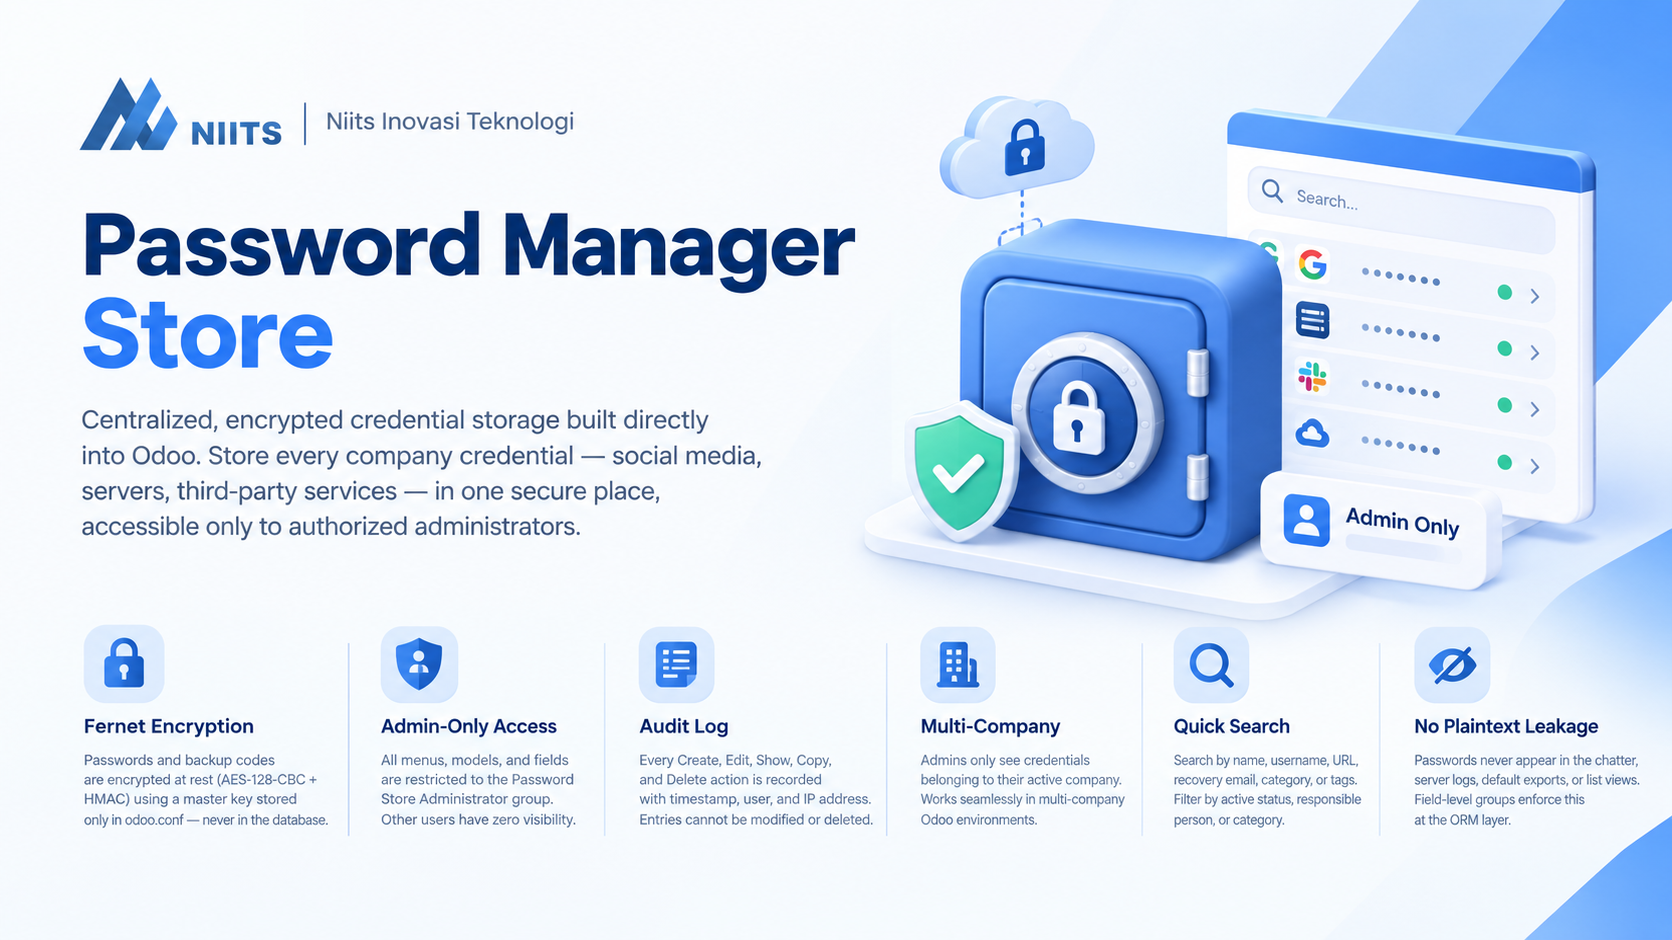 NIITS
Niits Inovasi Teknologi
Password Manager
Store
Centralized, encrypted credential storage built directly
into Odoo. Store every company credential — social media,
servers, third-party services — in one secure place,
accessible only to authorized administrators.
Search...
Admin Only
Fernet Encryption
Passwords and backup codes
are encrypted at rest (AES-128-CBC +
HMAC) using a master key stored
only in odoo.conf — never in the database.
Admin-Only Access
All menus, models, and fields
are restricted to the Password
Store Administrator group.
Other users have zero visibility.
Audit Log
Every Create, Edit, Show, Copy,
and Delete action is recorded
with timestamp, user, and IP address.
Entries cannot be modified or deleted.
Multi-Company
Admins only see credentials
belonging to their active company.
Works seamlessly in multi-company
Odoo environments.
Quick Search
Search by name, username, URL,
recovery email, category, or tags.
Filter by active status, responsible
person, or category.
No Plaintext Leakage
Passwords never appear in the chatter,
server logs, default exports, or list views.
Field-level groups enforce this
at the ORM layer.